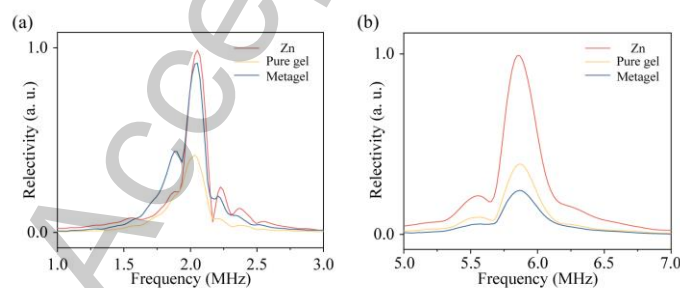 (a)
Relectivity (a. u.)
1.0
0.0
Zn
Pure gel
Metagel
1.0 1.5 2.0 2.5 3.0
Frequency (MHz)
(b)
Relectivity (a. u.)
1.0
0.0
Zn
Pure gel
Metagel
5.0 5.5 6.0 6.5 7.0
Frequency (MHz)
Acce